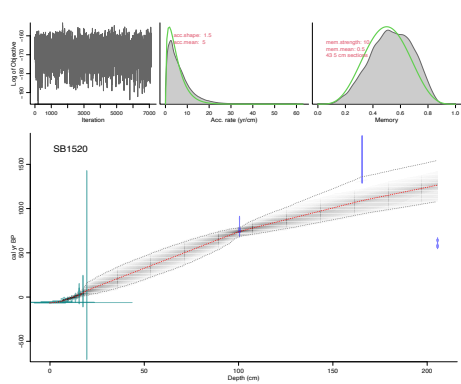 acc.shape: 1.5
acc.mean: 5
mem.strength: 10
mem.mean: 0.5
43.5 cm sections
Log of Objective
-160
-170
-180
-190
0 1000 3000 5000 7000
Iteration
0 10 20 30 40 50 60
Acc. rate (yr/cm)
0.0 0.2 0.4 0.6 0.8 1.0
Memory
SB1520
cal yr BP
1500
1000
500
0
-500
0 50 100 150 200
Depth (cm)